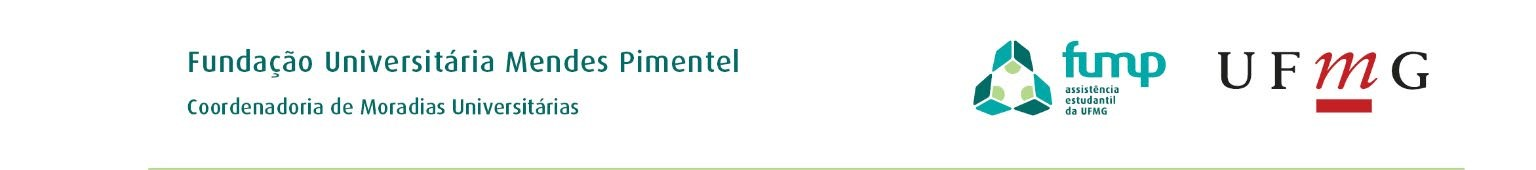 Fundação Universitária Mendes Pimentel
Coordenadoria de Moradias Universitárias
fump
assistência
estudantil
da UFMG
UFmG